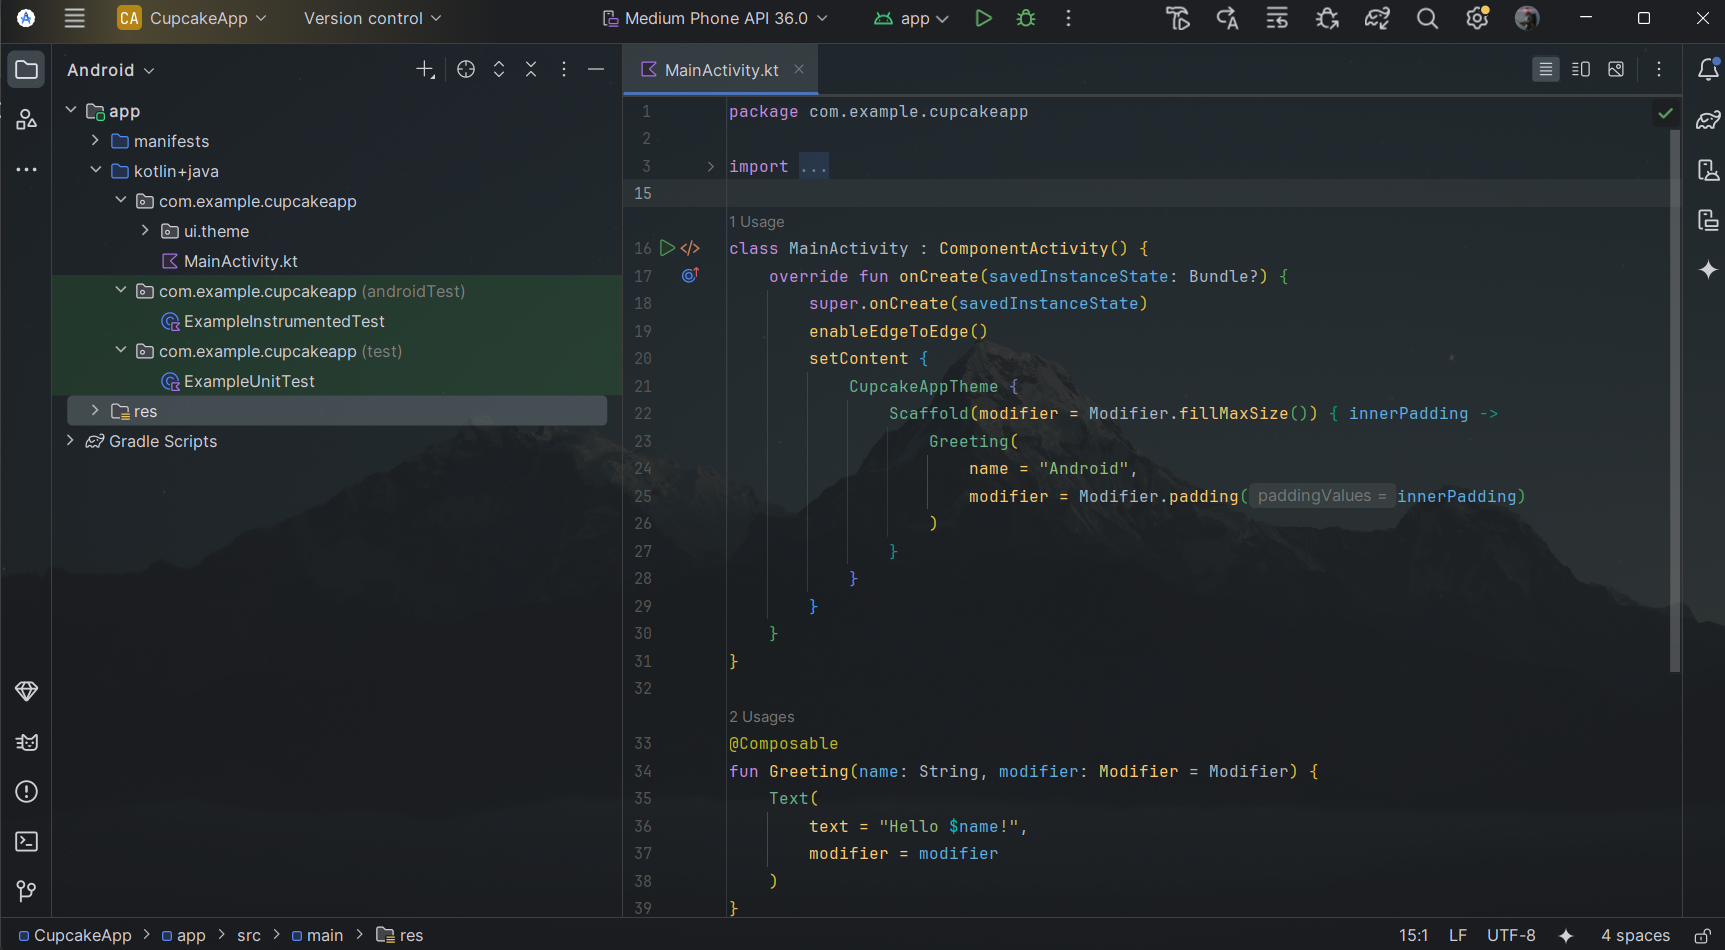 CA CupcakeApp Version control Medium Phone API 36.0 app
Android
app
manifests
kotlin+java
com.example.cupcakeapp
ui.theme
MainActivity.kt
com.example.cupcakeapp (androidTest)
ExampleInstrumentedTest
com.example.cupcakeapp (test)
ExampleUnitTest
res
Gradle Scripts
MainActivity.kt
1 package com.example.cupcakeapp
2
3 import ...
15
1 Usage
16 class MainActivity : ComponentActivity() {
17 override fun onCreate(savedInstanceState: Bundle?) {
18 super.onCreate(savedInstanceState)
19 enableEdgeToEdge()
20 setContent {
21 CupcakeAppTheme {
22 Scaffold(modifier = Modifier.fillMaxSize()) { innerPadding ->
23 Greeting(
24 name = "Android",
25 modifier = Modifier.padding( paddingValues = innerPadding)
26 )
27 }
28 }
29 }
30 }
31 }
32
2 Usages
33 @Composable
34 fun Greeting(name: String, modifier: Modifier = Modifier) {
35 Text(
36 text = "Hello $name!",
37 modifier = modifier
38 )
39 }
CupcakeApp > app > src > main > res 15:1 LF UTF-8 4 spaces